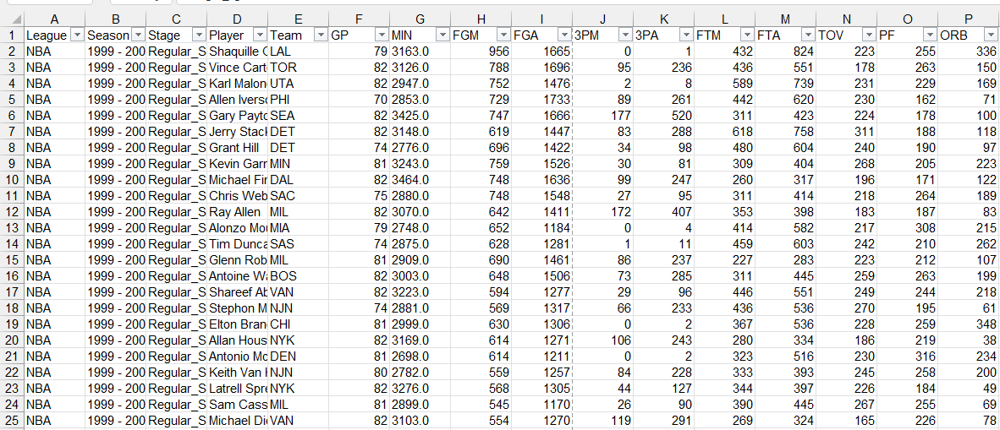 A B C D E F G H I J K L M N O P
1 League Season Stage Player Team GP MIN FGM FGA 3PM 3PA FTM FTA TOV PF ORB
2 NBA 1999 - 200 Regular_S Shaquille LAL 79 3163.0 956 1665 0 1 432 824 223 255 336
3 NBA 1999 - 200 Regular_S Vince Cart TOR 82 3126.0 788 1696 95 236 436 551 178 263 150
4 NBA 1999 - 200 Regular_S Karl Malon UTA 82 2947.0 752 1476 2 8 589 739 231 229 169
5 NBA 1999 - 200 Regular_S Allen Ivers PHI 70 2853.0 729 1733 89 261 442 620 230 162 71
6 NBA 1999 - 200 Regular_S Gary Payt SEA 82 3425.0 747 1666 177 520 311 423 224 178 100
7 NBA 1999 - 200 Regular_S Jerry Stac DET 82 3148.0 619 1447 83 288 618 758 311 188 118
8 NBA 1999 - 200 Regular_S Grant Hill DET 74 2776.0 696 1422 34 98 480 604 240 190 97
9 NBA 1999 - 200 Regular_S Kevin Garr MIN 81 3243.0 759 1526 30 81 309 404 268 205 223
10 NBA 1999 - 200 Regular_S Michael Fi DAL 82 3464.0 748 1636 99 247 260 317 196 171 122
11 NBA 1999 - 200 Regular_S Chris Web SAC 75 2880.0 748 1548 27 95 311 414 218 264 189
12 NBA 1999 - 200 Regular_S Ray Allen MIL 82 3070.0 642 1411 172 407 353 398 183 187 83
13 NBA 1999 - 200 Regular_S Alonzo Mo MIA 79 2748.0 652 1184 0 4 414 582 217 308 215
14 NBA 1999 - 200 Regular_S Tim Dunca SAS 74 2875.0 628 1281 1 11 459 603 242 210 262
15 NBA 1999 - 200 Regular_S Glenn Rob MIL 81 2909.0 690 1461 86 237 227 283 223 212 107
16 NBA 1999 - 200 Regular_S Antoine W BOS 82 3003.0 648 1506 73 285 311 445 259 263 199
17 NBA 1999 - 200 Regular_S Shareef Ab VAN 82 3223.0 594 1277 29 96 446 551 249 244 218
18 NBA 1999 - 200 Regular_S Stephon M NJN 74 2881.0 569 1317 66 233 436 536 270 195 61
19 NBA 1999 - 200 Regular_S Elton Bran CHI 81 2999.0 630 1306 0 2 367 536 228 259 348
20 NBA 1999 - 200 Regular_S Allan Hous NYK 82 3169.0 614 1271 106 243 280 334 186 219 38
21 NBA 1999 - 200 Regular_S Antonio Mc DEN 81 2698.0 614 1211 0 2 323 516 230 316 234
22 NBA 1999 - 200 Regular_S Keith Van NJN 80 2782.0 559 1257 84 228 333 393 245 258 200
23 NBA 1999 - 200 Regular_S Latrell Spre NYK 82 3276.0 568 1305 44 127 344 397 226 184 49
24 NBA 1999 - 200 Regular_S Sam Cass MIL 81 2899.0 545 1170 26 90 390 445 267 255 69
25 NBA 1999 - 200 Regular_S Michael Di VAN 82 3103.0 554 1270 119 291 269 324 165 226 78